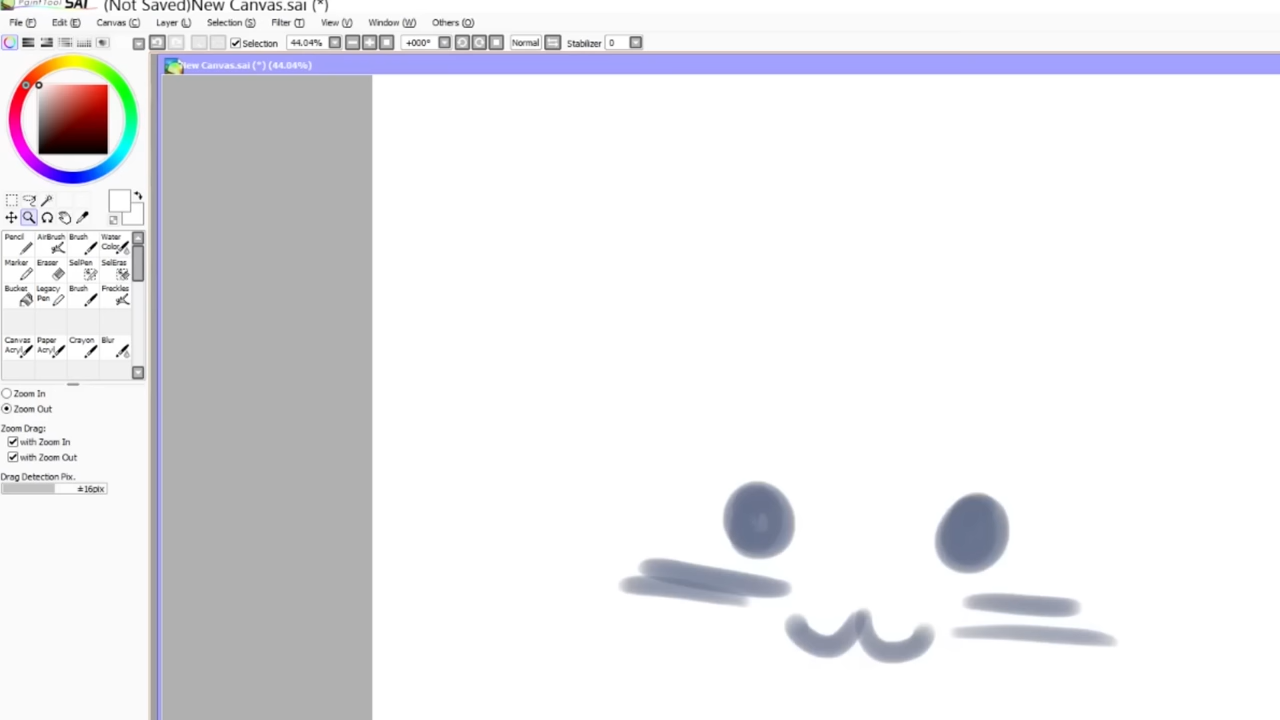 PaintTool SAI (Not Saved)New Canvas.sai (*)
File (F) Edit (E) Canvas (C) Layer (L) Selection (S) Filter (T) View (V) Window (W) Others (O)
Selection 44.04% +000° Normal Stabilizer 0
New Canvas.sai (*) (44.04%)
Pencil AirBrush Brush Water Color
Marker Eraser SelPen SelEras
Bucket Legacy Pen Brush Freckles
Canvas Acryl Paper Acryl Crayon Blur
Zoom In
Zoom Out
Zoom Drag:
with Zoom In
with Zoom Out
Drag Detection Pix.
±16pix